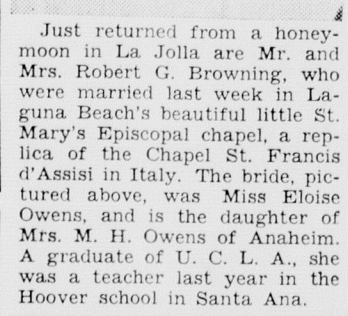 Just returned from a honey-
moon in La Jolla are Mr. and
Mrs. Robert G. Browning, who
were married last week in La-
guna Beach's beautiful little St.
Mary's Episcopal chapel, a rep-
lica of the Chapel St. Francis
d'Assisi in Italy. The bride, pic-
tured above, was Miss Eloise
Owens, and is the daughter of
Mrs. M. H. Owens of Anaheim.
A graduate of U. C. L. A., she
was a teacher last year in the
Hoover school in Santa Ana.